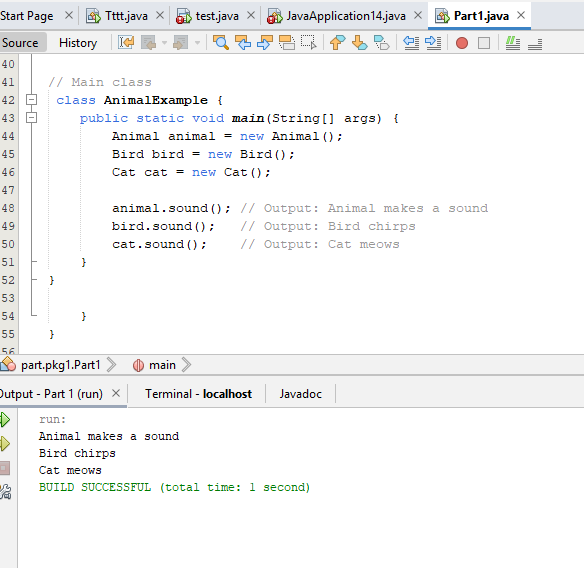 Start Page Tttt.java test.java JavaApplication14.java Part1.java
Source History
40
41 // Main class
42 class AnimalExample {
43 public static void main(String[] args) {
44 Animal animal = new Animal();
45 Bird bird = new Bird();
46 Cat cat = new Cat();
47
48 animal.sound(); // Output: Animal makes a sound
49 bird.sound(); // Output: Bird chirps
50 cat.sound(); // Output: Cat meows
51 }
52 }
53
54 }
55 }
56
part.pkg1.Part1 main
Output - Part 1 (run) Terminal - localhost Javadoc
run:
Animal makes a sound
Bird chirps
Cat meows
BUILD SUCCESSFUL (total time: 1 second)